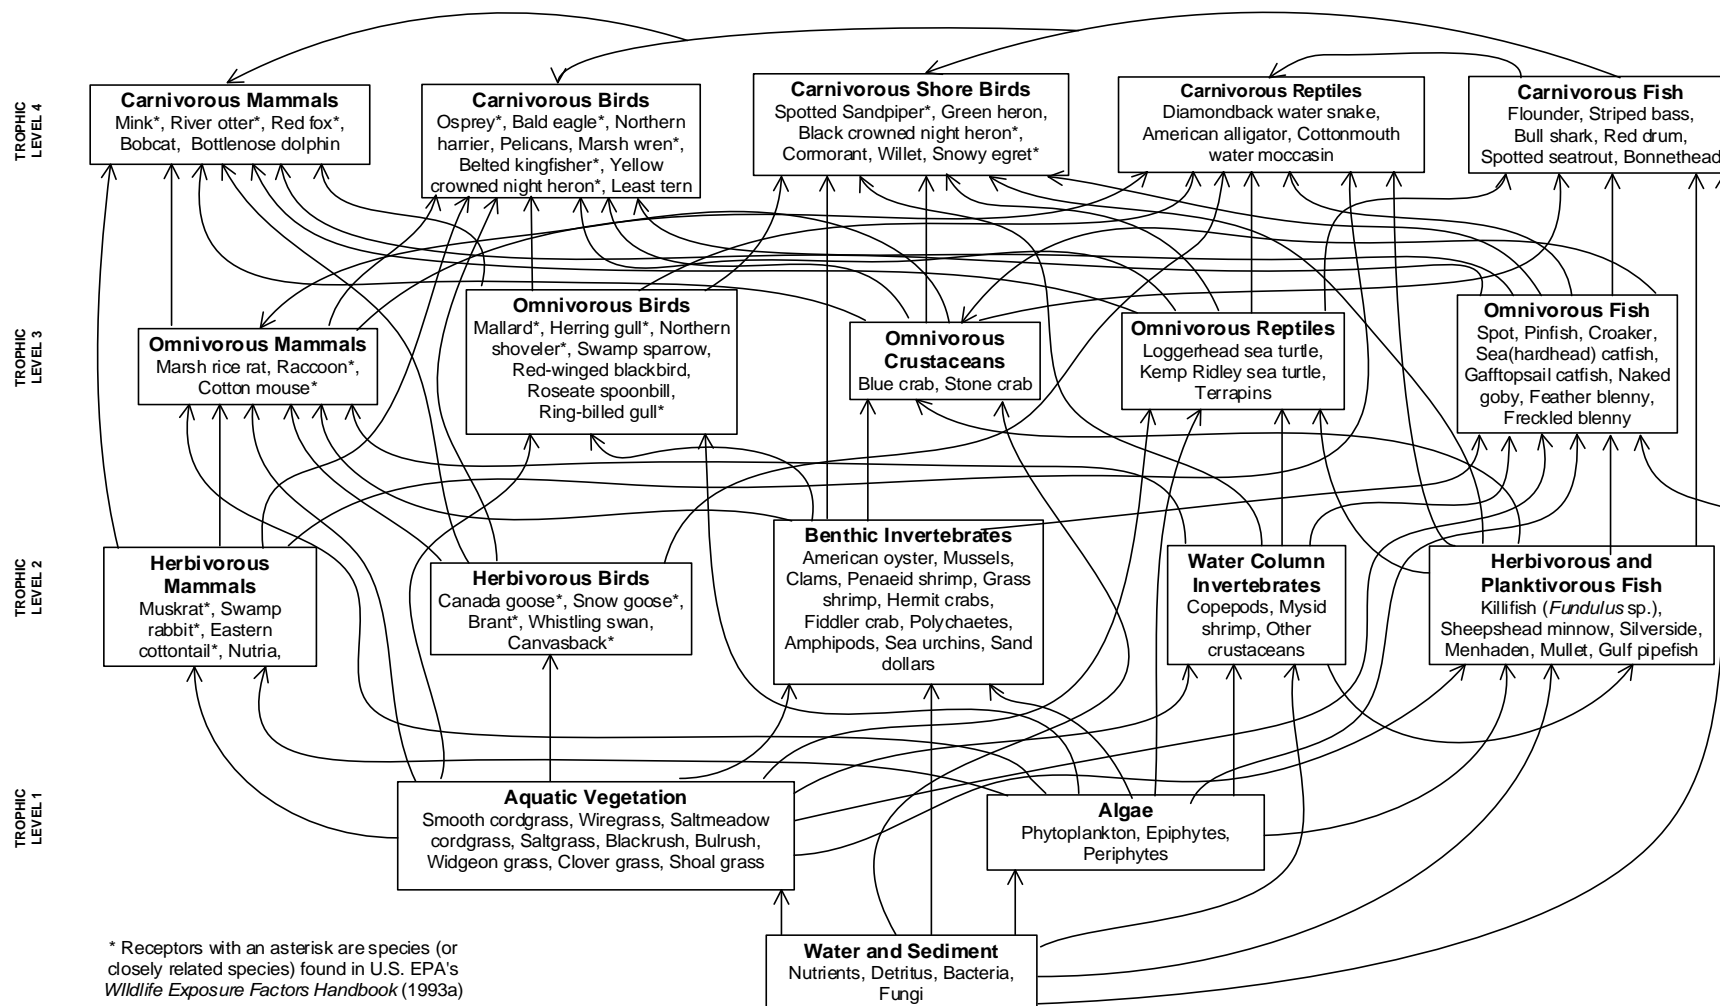 TROPHIC
LEVEL 4
Carnivorous Mammals
Mink*, River otter*, Red fox*,
Bobcat, Bottlenose dolphin
Carnivorous Birds
Osprey*, Bald eagle*, Northern
harrier, Pelicans, Marsh wren*,
Belted kingfisher*, Yellow
crowned night heron*, Least tern
Carnivorous Shore Birds
Spotted Sandpiper*, Green heron,
Black crowned night heron*,
Cormorant, Willet, Snowy egret*
Carnivorous Reptiles
Diamondback water snake,
American alligator, Cottonmouth
water moccasin
Carnivorous Fish
Flounder, Striped bass,
Bull shark, Red drum,
Spotted seatrout, Bonnethead
TROPHIC
LEVEL 3
Omnivorous Mammals
Marsh rice rat, Raccoon*,
Cotton mouse*
Omnivorous Birds
Mallard*, Herring gull*, Northern
shoveler*, Swamp sparrow,
Red-winged blackbird,
Roseate spoonbill,
Ring-billed gull*
Omnivorous
Crustaceans
Blue crab, Stone crab
Omnivorous Reptiles
Loggerhead sea turtle,
Kemp Ridley sea turtle,
Terrapins
Omnivorous Fish
Spot, Pinfish, Croaker,
Sea(hardhead) catfish,
Gafftopsail catfish, Naked
goby, Feather blenny,
Freckled blenny
TROPHIC
LEVEL 2
Herbivorous
Mammals
Muskrat*, Swamp
rabbit*, Eastern
cottontail*, Nutria,
Herbivorous Birds
Canada goose*, Snow goose*,
Brant*, Whistling swan,
Canvasback*
Benthic Invertebrates
American oyster, Mussels,
Clams, Penaeid shrimp, Grass
shrimp, Hermit crabs,
Fiddler crab, Polychaetes,
Amphipods, Sea urchins, Sand
dollars
Water Column
Invertebrates
Copepods, Mysid
shrimp, Other
crustaceans
Herbivorous and
Planktivorous Fish
Killifish (Fundulus sp.),
Sheepshead minnow, Silverside,
Menhaden, Mullet, Gulf pipefish
TROPHIC
LEVEL 1
Aquatic Vegetation
Smooth cordgrass, Wiregrass, Saltmeadow
cordgrass, Saltgrass, Blackrush, Bulrush,
Widgeon grass, Clover grass, Shoal grass
Algae
Phytoplankton, Epiphytes,
Periphytes
Water and Sediment
Nutrients, Detritus, Bacteria,
Fungi
* Receptors with an asterisk are species (or
closely related species) found in U.S. EPA's
Wildlife Exposure Factors Handbook (1993a)